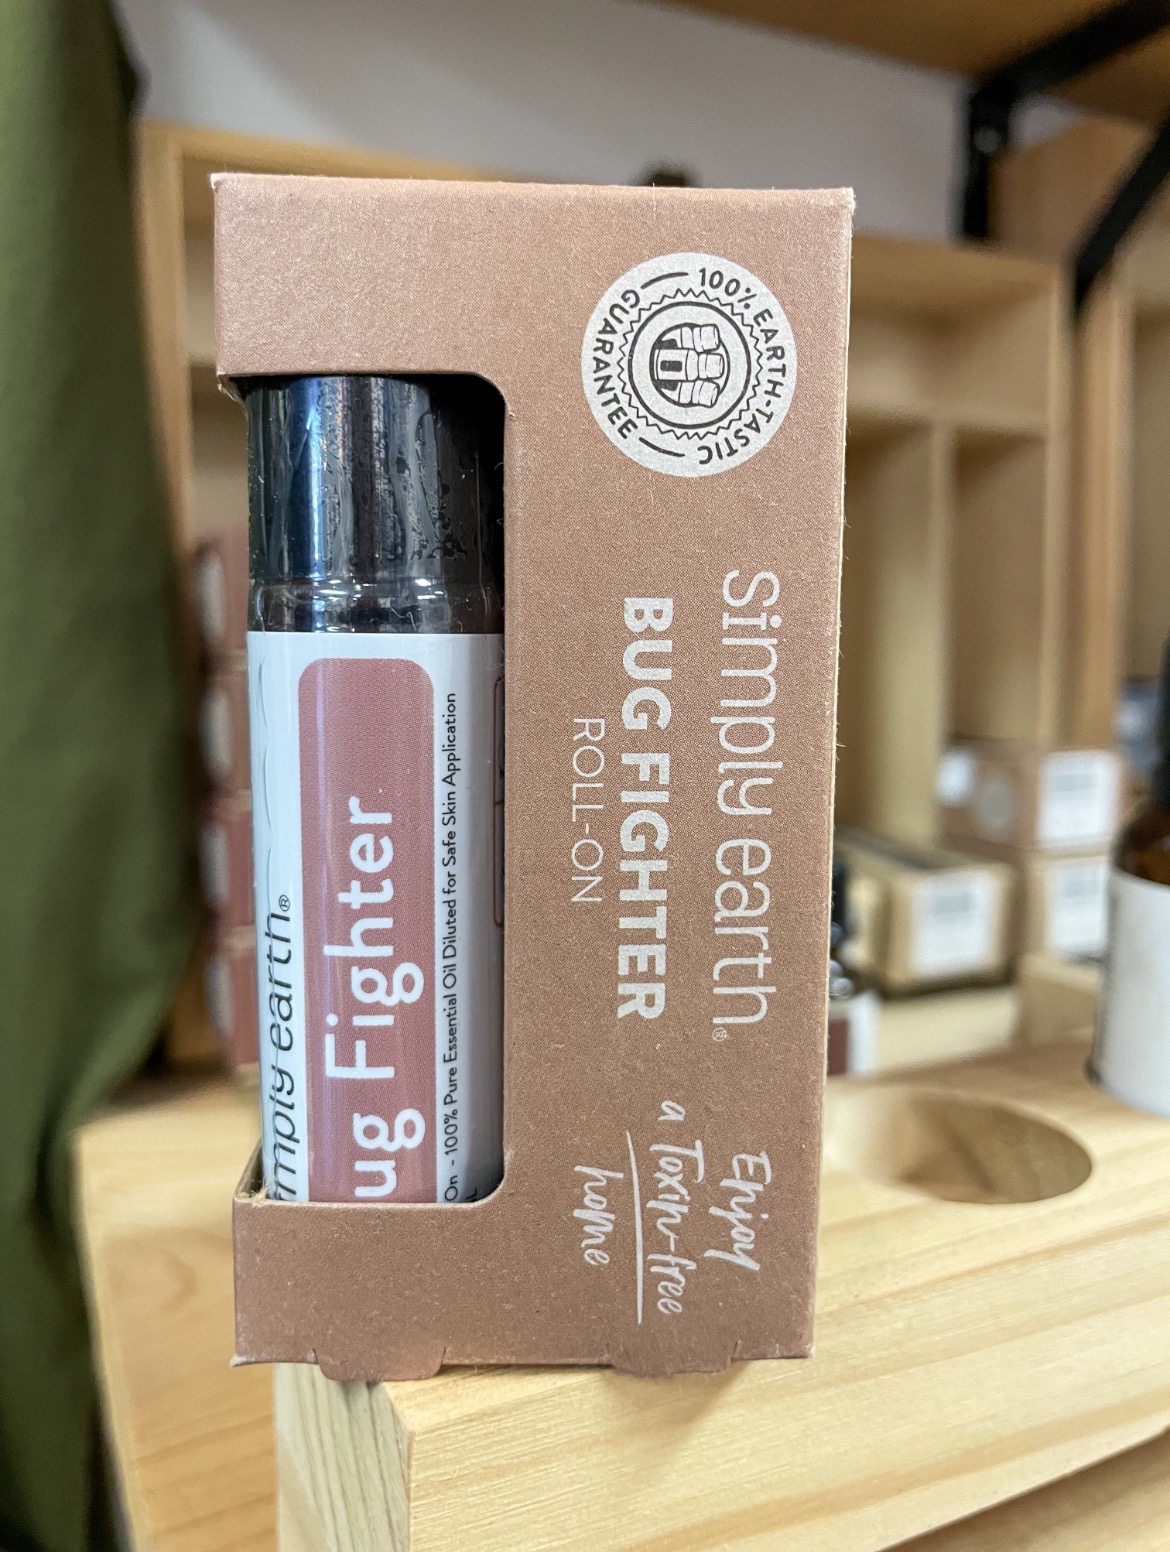 100% EARTH-TASTIC
GUARANTEE
simply earth®
BUG FIGHTER
ROLL-ON
Enjoy
a Toxin-free
home
mply earth®
ug Fighter
On - 100% Pure Essential Oil Diluted for Safe Skin Application